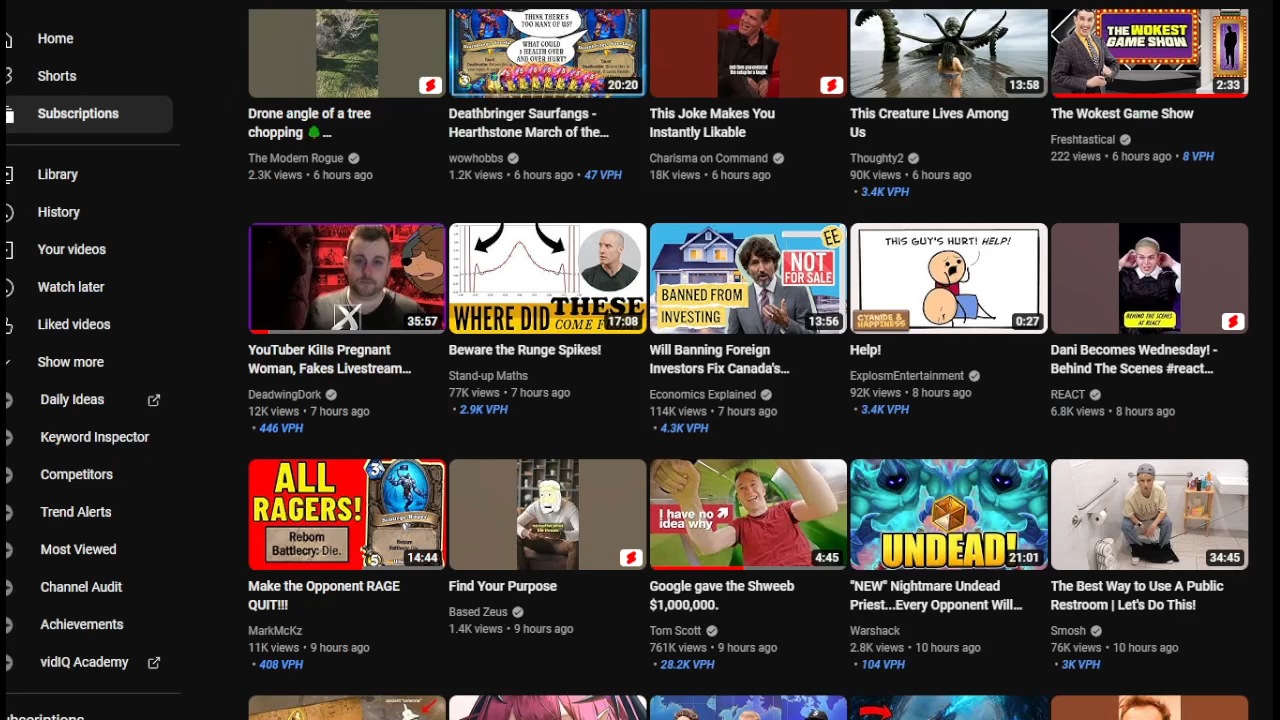 Home
Shorts
Subscriptions
Library
History
Your videos
Watch later
Liked videos
Show more
Daily Ideas
Keyword Inspector
Competitors
Trend Alerts
Most Viewed
Channel Audit
Achievements
vidIQ Academy
THINK THERE'S
TOO MANY OF US?
WHAT COULD
3 HEALTH OVER
AND OVER HURT?
20:20
13:58
THE WOKEST
GAME SHOW
2:33
Drone angle of a tree
chopping 🌳...
The Modern Rogue
2.3K views • 6 hours ago
Deathbringer Saurfangs -
Hearthstone March of the...
wowhobbs
1.2K views • 6 hours ago • 47 VPH
This Joke Makes You
Instantly Likable
Charisma on Command
18K views • 6 hours ago
This Creature Lives Among
Us
Thoughty2
90K views • 6 hours ago
• 3.4K VPH
The Wokest Game Show
Freshtastical
222 views • 6 hours ago • 8 VPH
35:57
WHERE DID THESE
COME
17:08
EE
NOT
FOR SALE
BANNED FROM
INVESTING
13:56
THIS GUY'S HURT! HELP!
CYANIDE &
HAPPINESS
0:27
BEHIND THE SCENES
AT REACT
YouTuber Kills Pregnant
Woman, Fakes Livestream...
DeadwingDork
12K views • 7 hours ago
• 446 VPH
Beware the Runge Spikes!
Stand-up Maths
77K views • 7 hours ago
• 2.9K VPH
Will Banning Foreign
Investors Fix Canada's...
Economics Explained
114K views • 7 hours ago
• 4.3K VPH
Help!
ExplosmEntertainment
92K views • 8 hours ago
• 3.4K VPH
Dani Becomes Wednesday! -
Behind The Scenes #react...
REACT
6.8K views • 8 hours ago
ALL
RAGERS!
3
Reborn
Battlecry: Die.
5
14:44
I have no
idea why
4:45
UNDEAD!
21:01
34:45
Make the Opponent RAGE
QUIT!!!
MarkMcKz
11K views • 9 hours ago
• 408 VPH
Find Your Purpose
Based Zeus
1.4K views • 9 hours ago
Google gave the Shweeb
$1,000,000.
Tom Scott
761K views • 9 hours ago
• 28.2K VPH
"NEW" Nightmare Undead
Priest...Every Opponent Will...
Warshack
2.8K views • 10 hours ago
• 104 VPH
The Best Way to Use A Public
Restroom | Let's Do This!
Smosh
76K views • 10 hours ago
• 3K VPH